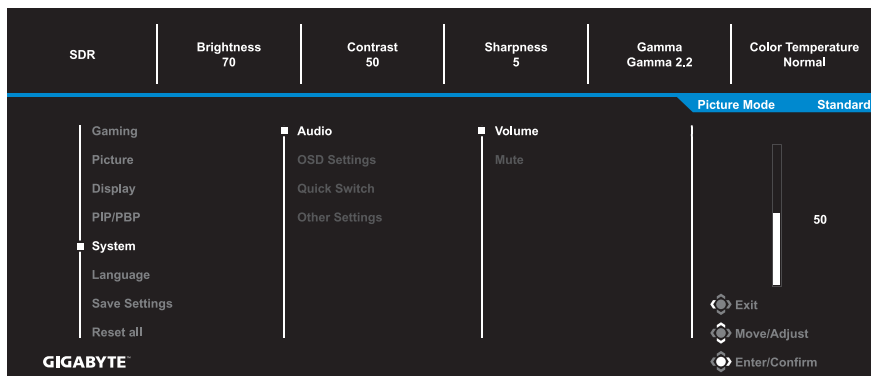 SDR
Brightness
70
Contrast
50
Sharpness
5
Gamma
Gamma 2.2
Color Temperature
Normal
Picture Mode Standard
Gaming
Picture
Display
PIP/PBP
System
Language
Save Settings
Reset all
Audio
OSD Settings
Quick Switch
Other Settings
Volume
Mute
50
Exit
Move/Adjust
Enter/Confirm
GIGABYTE™